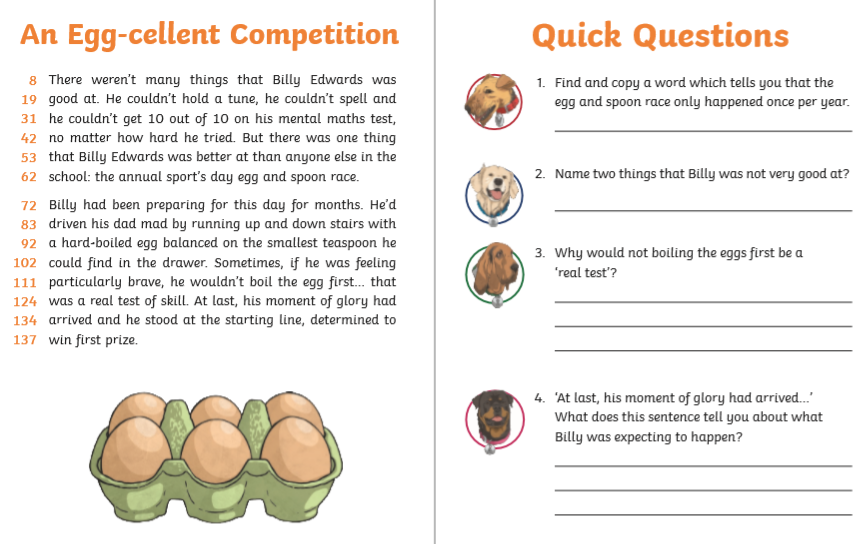 An Egg-cellent Competition
8 There weren't many things that Billy Edwards was
19 good at. He couldn't hold a tune, he couldn't spell and
31 he couldn't get 10 out of 10 on his mental maths test,
42 no matter how hard he tried. But there was one thing
53 that Billy Edwards was better at than anyone else in the
62 school: the annual sport's day egg and spoon race.
72 Billy had been preparing for this day for months. He'd
83 driven his dad mad by running up and down stairs with
92 a hard-boiled egg balanced on the smallest teaspoon he
102 could find in the drawer. Sometimes, if he was feeling
111 particularly brave, he wouldn't boil the egg first... that
124 was a real test of skill. At last, his moment of glory had
134 arrived and he stood at the starting line, determined to
137 win first prize.
Quick Questions
1. Find and copy a word which tells you that the
egg and spoon race only happened once per year.
2. Name two things that Billy was not very good at?
3. Why would not boiling the eggs first be a
'real test'?
4. 'At last, his moment of glory had arrived...'
What does this sentence tell you about what
Billy was expecting to happen?